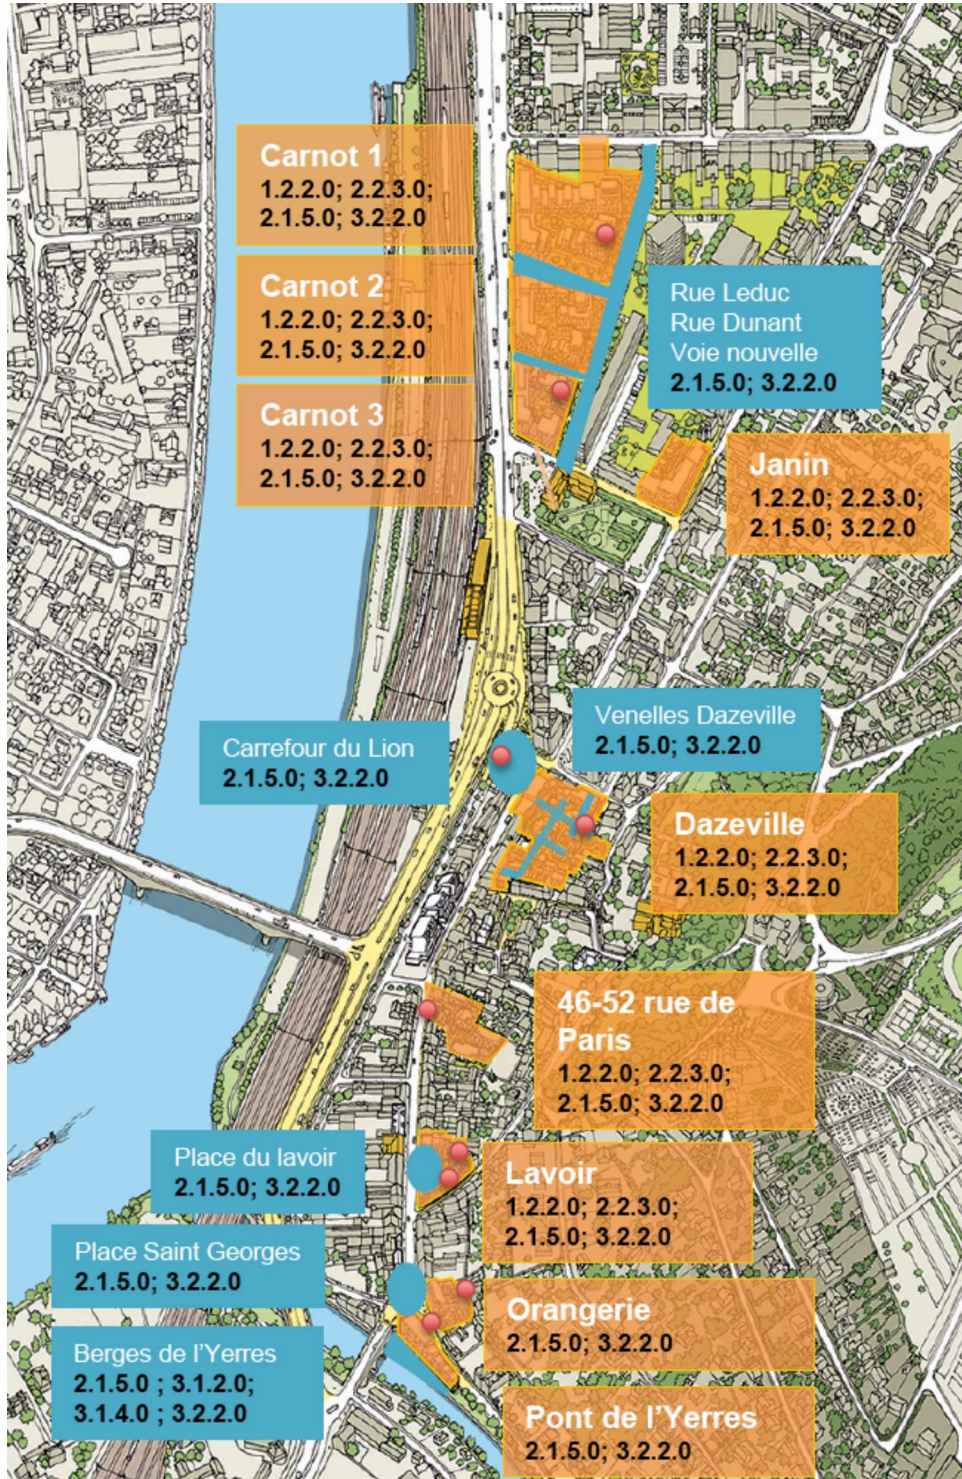 Carnot 1
1.2.2.0; 2.2.3.0;
2.1.5.0; 3.2.2.0
Carnot 2
1.2.2.0; 2.2.3.0;
2.1.5.0; 3.2.2.0
Carnot 3
1.2.2.0; 2.2.3.0;
2.1.5.0; 3.2.2.0
Rue Leduc
Rue Dunant
Voie nouvelle
2.1.5.0; 3.2.2.0
Janin
1.2.2.0; 2.2.3.0;
2.1.5.0; 3.2.2.0
Venelles Dazeville
2.1.5.0; 3.2.2.0
Carrefour du Lion
2.1.5.0; 3.2.2.0
Dazeville
1.2.2.0; 2.2.3.0;
2.1.5.0; 3.2.2.0
46-52 rue de
Paris
1.2.2.0; 2.2.3.0;
2.1.5.0; 3.2.2.0
Place du lavoir
2.1.5.0; 3.2.2.0
Lavoir
1.2.2.0; 2.2.3.0;
2.1.5.0; 3.2.2.0
Place Saint Georges
2.1.5.0; 3.2.2.0
Orangerie
2.1.5.0; 3.2.2.0
Berges de l'Yerres
2.1.5.0 ; 3.1.2.0;
3.1.4.0 ; 3.2.2.0
Pont de l'Yerres
2.1.5.0; 3.2.2.0